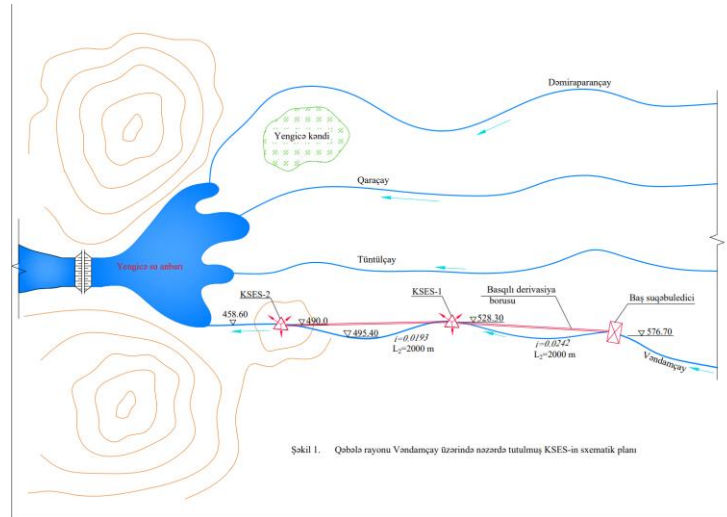 Dəmiraparançay
Yengicə kəndi
Qaraçay
Tüntülçay
Yengicə su anbarı
KSES-2
KSES-1
Basqılı derivasiya
borusu
Baş suqəbuledici
458.60
490.0
495.40
528.30
576.70
i=0.0193
L₂=2000 m
i=0.0242
L₂=2000 m
Vəndamçay
Şəkil 1. Qəbələ rayonu Vəndamçay üzərində nəzərdə tutulmuş KSES-in sxematik planı